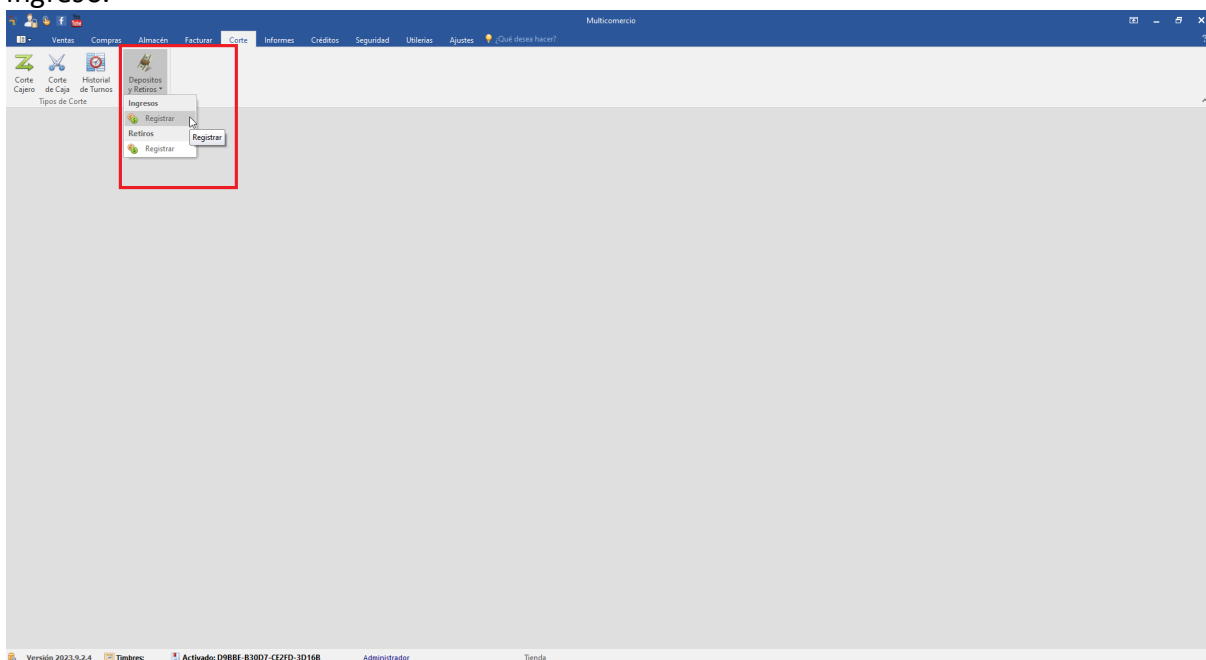 Ingreso.
Multicomercio
Ventas Compras Almacén Facturar Corte Informes Créditos Seguridad Utilerias Ajustes ¿Qué desea hacer?
Corte Cajero
Corte de Caja
Historial de Turnos
Depositos y Retiros
Tipos de Corte
Ingresos
Registrar
Registrar
Retiros
Registrar
Versión 2023.9.2.4 Timbres: Activado: D9BBE-B30D7-CE2FD-3D16B Administrador Tienda